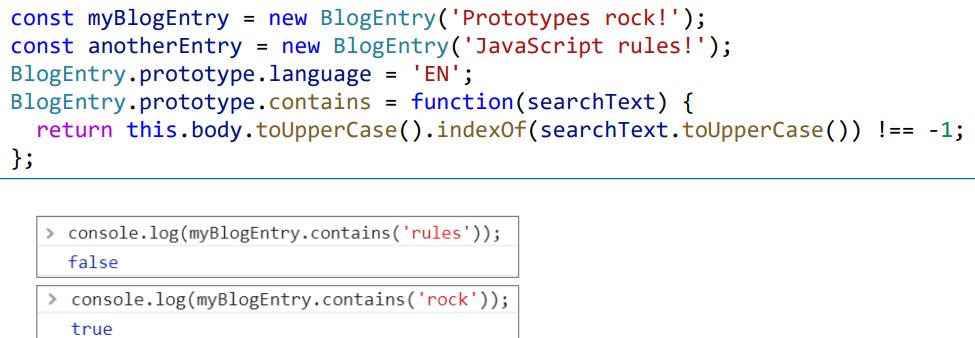 const myBlogEntry = new BlogEntry('Prototypes rock!');
const anotherEntry = new BlogEntry('JavaScript rules!');
BlogEntry.prototype.language = 'EN';
BlogEntry.prototype.contains = function(searchText) {
  return this.body.toUpperCase().indexOf(searchText.toUpperCase()) !== -1;
};
> console.log(myBlogEntry.contains('rules'));
false
> console.log(myBlogEntry.contains('rock'));
true